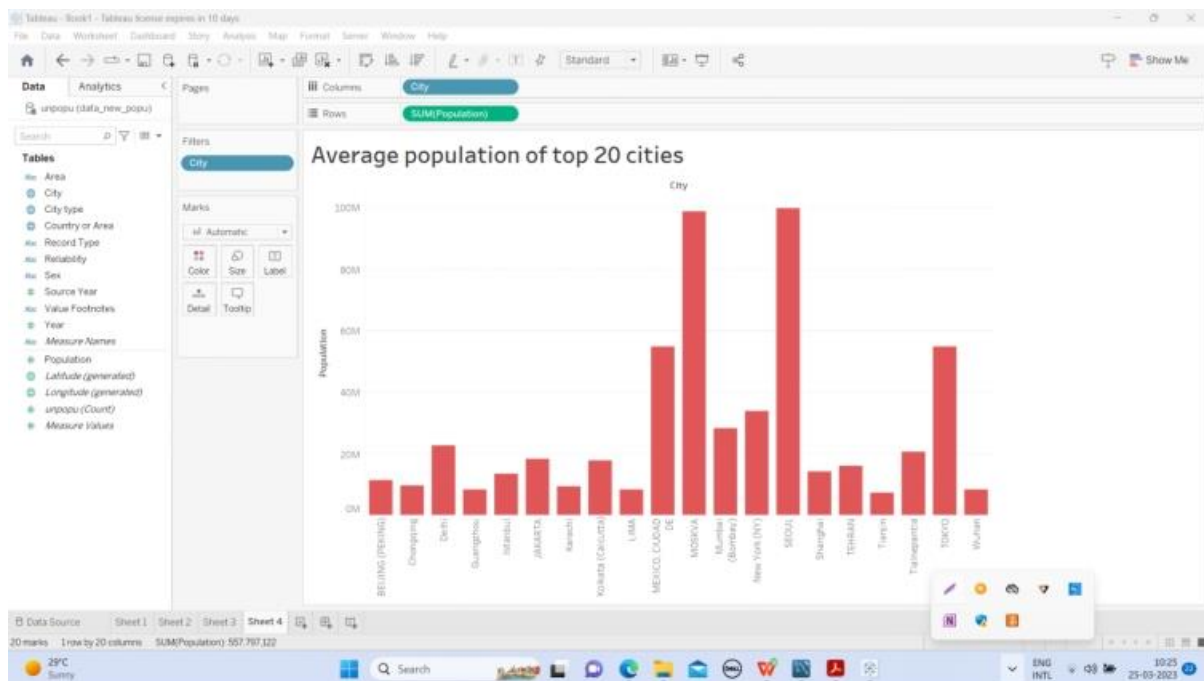 Tableau - Book1 - Tableau license expires in 10 days
File Data Worksheet Dashboard Story Analysis Map Format Server Window Help
Standard
Show Me
Data Analytics
Pages
Columns City
unpopu (data_new_popu)
Rows SUM(Population)
Search
Filters
City
Average population of top 20 cities
Tables
Abc Area
City
City type
Country or Area
Abc Record Type
Abc Reliability
Abc Sex
Source Year
Abc Value Footnotes
Year
Abc Measure Names
Population
Latitude (generated)
Longitude (generated)
unpopu (Count)
Measure Values
Marks
Automatic
Color Size Label
Detail Tooltip
City
Population
100M
80M
60M
40M
20M
0M
BEIJING (PEKING)
Chongqing
Delhi
Guangzhou
Istanbul
JAKARTA
Karachi
Kolkata (Calcutta)
LIMA
MEXICO, CIUDAD DE
MOSKVA
Mumbai (Bombay)
New York (NY)
SEOUL
Shanghai
TEHRAN
Tianjin
TOKYO
Wuhan
Data Source Sheet 1 Sheet 2 Sheet 3 Sheet 4
20 marks 1 row by 20 columns SUM(Population): 557,797,122
29°C
Sunny
Search
ENG
INTL
10:25
25-03-2023